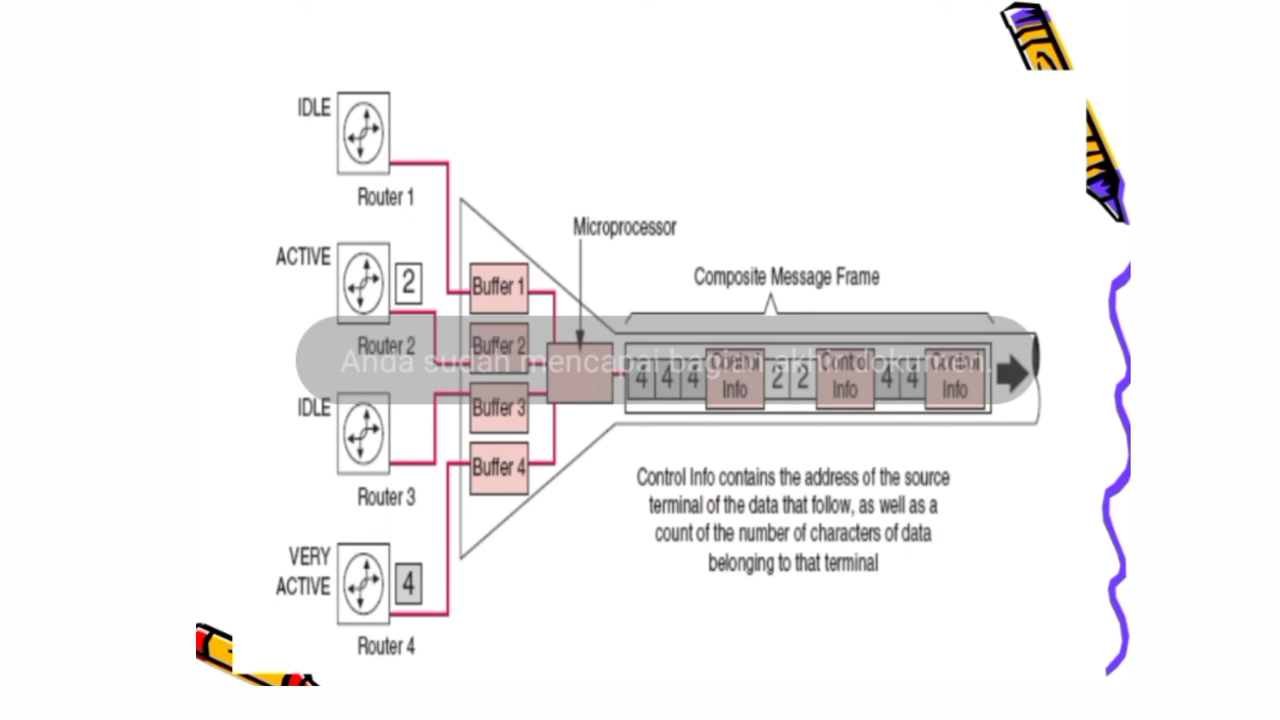 IDLE
Router 1
ACTIVE
2
Router 2
IDLE
Router 3
VERY
ACTIVE
4
Router 4
Microprocessor
Buffer 1
Buffer 2
Buffer 3
Buffer 4
Composite Message Frame
4 4 4 Control Info 2 2 Control Info 4 4 Control Info
Anda sudah mencapai bagian akhir dokumen.
Control Info contains the address of the source
terminal of the data that follow, as well as a
count of the number of characters of data
belonging to that terminal